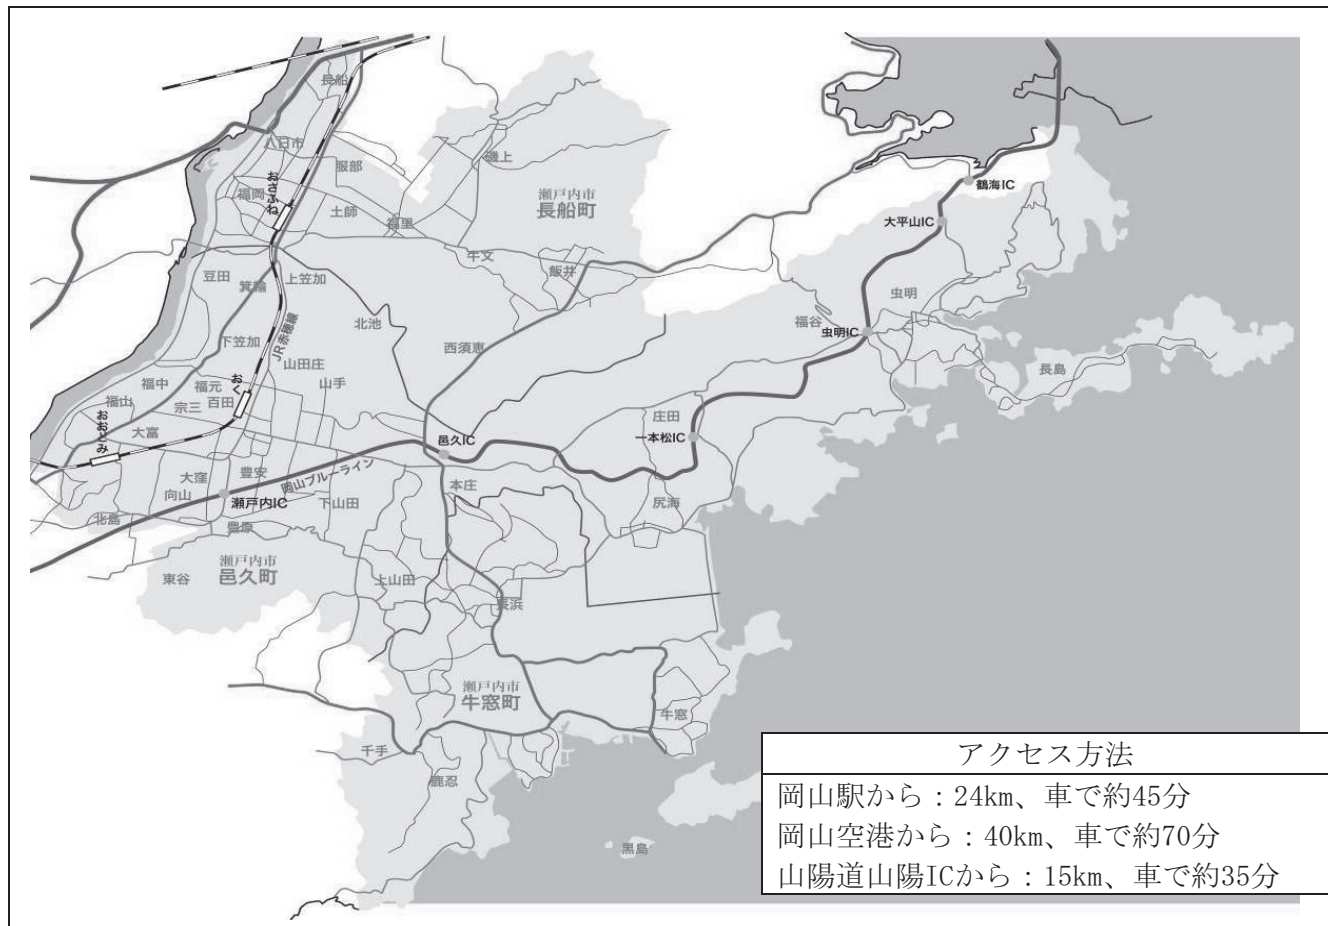 長船
八日市
服部
磯上
おさふね
福岡
土師
福里
瀬戸内市
長船町
鶴海IC
大平山IC
牛文
飯井
豆田
箕輪
上笠加
虫明
北池
福谷
虫明IC
JR赤穂線
下笠加
西須恵
山田庄
長島
福中
福元
おく
山手
福山
宗三
百田
庄田
おおとみ
大富
邑久IC
一本松IC
大窪
豊安
岡山ブルーライン
本庄
向山
瀬戸内IC
下山田
尻海
北島
豊原
瀬戸内市
邑久町
東谷
上山田
長浜
瀬戸内市
牛窓町
牛窓
千手
鹿忍
黒島
アクセス方法
岡山駅から：24km、車で約45分
岡山空港から：40km、車で約70分
山陽道山陽ICから：15km、車で約35分